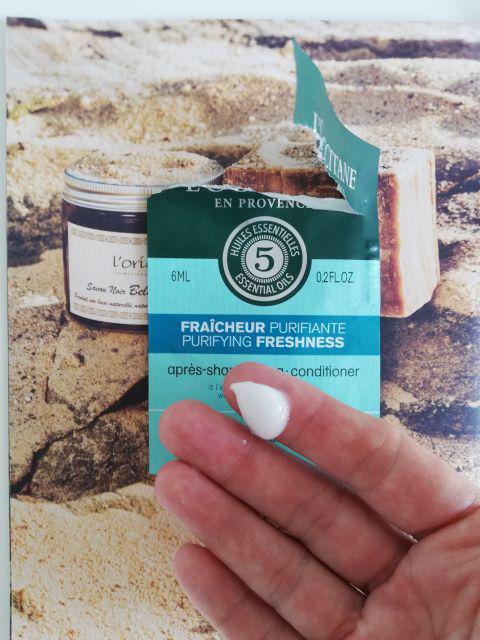 L'OCCITANE
EN PROVENCE
HUILES ESSENTIELLES
5
ESSENTIAL OILS
6ML
0.2FL.OZ.
FRAÎCHEUR PURIFIANTE
PURIFYING FRESHNESS
conditioner
l'ori
Savon Noir